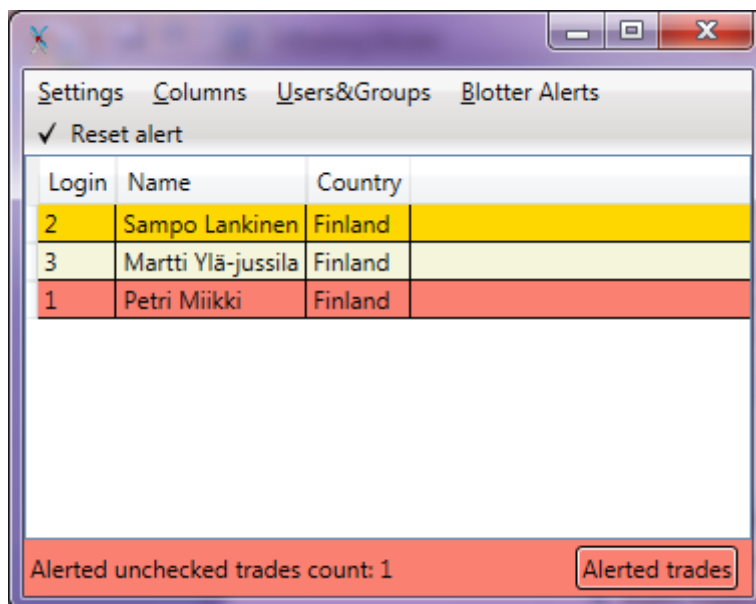 Settings Columns Users&Groups Blotter Alerts
✓ Reset alert
Login Name Country
2 Sampo Lankinen Finland
3 Martti Ylä-jussila Finland
1 Petri Miikki Finland
Alerted unchecked trades count: 1 Alerted trades